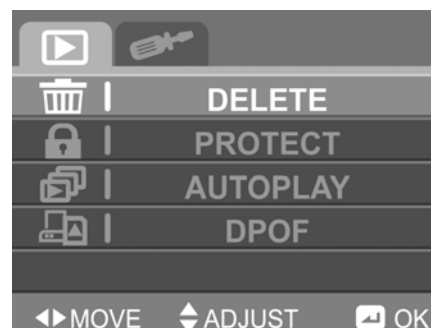 DELETE
PROTECT
AUTOPLAY
DPOF
MOVE ADJUST OK